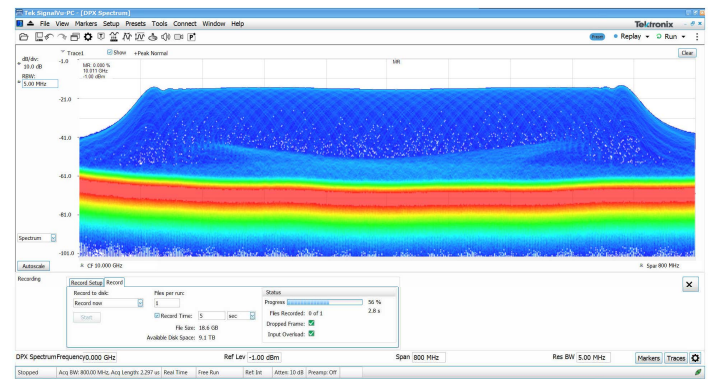 Tek SignalVu-PC - [DPX Spectrum]
File View Markers Setup Presets Tools Connect Window Help
Tektronix
Preset Replay Run
dB/div:
10.0 dB
RBW:
5.00 MHz
Trace1 Show +Peak Normal Clear
-1.0
MR: 0.000 %
10.011 GHz
-1.00 dBm
MR
-21.0
-41.0
-61.0
-81.0
Spectrum
-101.0
Autoscale CF 10.000 GHz Span 800 MHz
Recording
Record Setup Record
Record to disk: Files per run:
Record now 1
Start Record Time: 5 sec
File Size: 18.6 GB
Available Disk Space: 9.1 TB
Status
Progress 56 %
2.8 s
Files Recorded: 0 of 1
Dropped Frame:
Input Overload:
DPX Spectrum Frequency 0.000 GHz Ref Lev -1.00 dBm Span 800 MHz Res BW 5.00 MHz Markers Traces
Stopped Acq BW: 800.00 MHz, Acq Length: 2.297 us Real Time Free Run Ref: Int Atten: 10 dB Preamp: Off